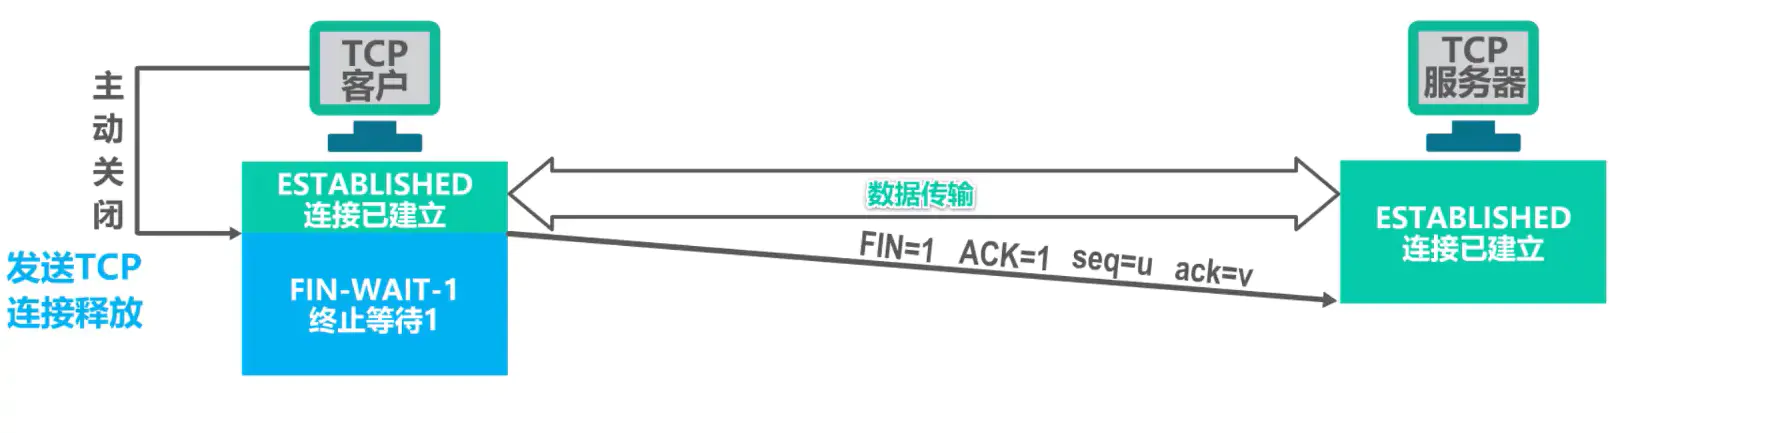 TCP
客户
TCP
服务器
主动关闭
ESTABLISHED
连接已建立
数据传输
ESTABLISHED
连接已建立
FIN=1 ACK=1 seq=u ack=v
发送TCP
连接释放
FIN-WAIT-1
终止等待1